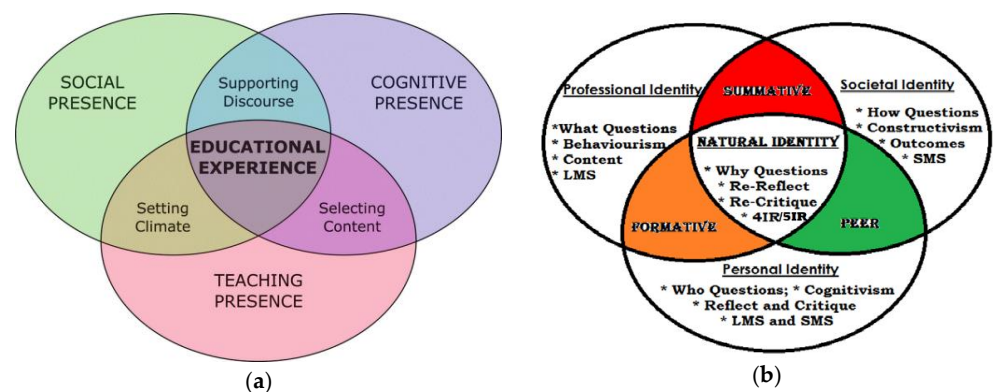 SOCIAL
PRESENCE
Supporting
Discourse
COGNITIVE
PRESENCE
EDUCATIONAL
EXPERIENCE
Setting
Climate
Selecting
Content
TEACHING
PRESENCE
(a)
Professional Identity
*What Questions
* Behaviourism
* Content
* LMS
SUMMATIVE
Societal Identity
* How Questions
* Constructivism
* Outcomes
* SMS
NATURAL IDENTITY
* Why Questions
* Re-Reflect
* Re-Critique
* 4IR/5IR
FORMATIVE
PEER
Personal Identity
* Who Questions; * Cognitivism
* Reflect and Critique
* LMS and SMS
(b)